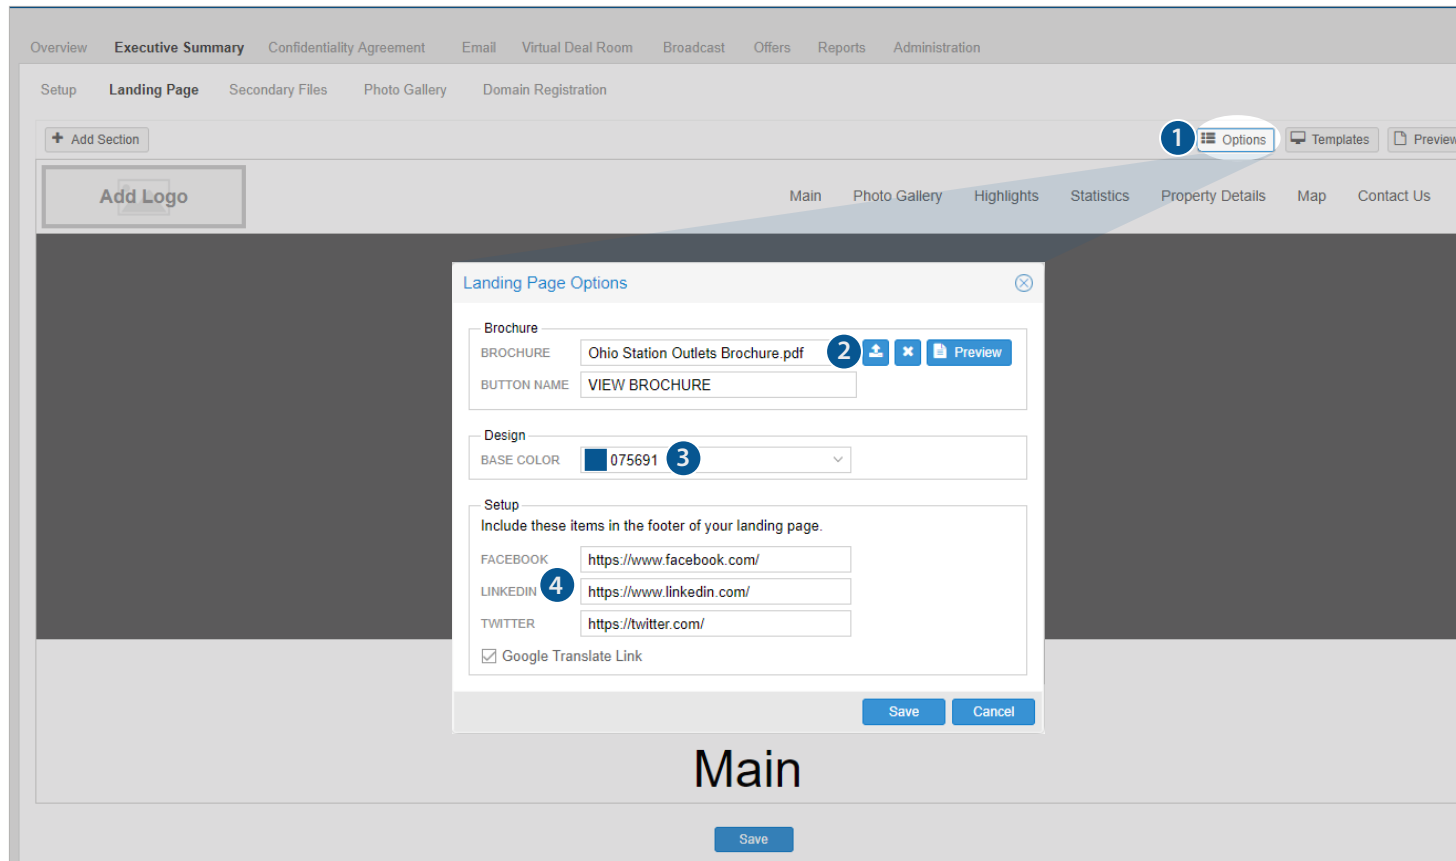 Overview Executive Summary Confidentiality Agreement Email Virtual Deal Room Broadcast Offers Reports Administration
Setup Landing Page Secondary Files Photo Gallery Domain Registration
Add Section 1 Options Templates Preview
Add Logo Main Photo Gallery Highlights Statistics Property Details Map Contact Us
Landing Page Options
Brochure
BROCHURE Ohio Station Outlets Brochure.pdf 2 Preview
BUTTON NAME VIEW BROCHURE
Design
BASE COLOR 075691 3
Setup
Include these items in the footer of your landing page.
FACEBOOK https://www.facebook.com/
LINKEDIN 4 https://www.linkedin.com/
TWITTER https://twitter.com/
Google Translate Link
Save Cancel
Main
Save